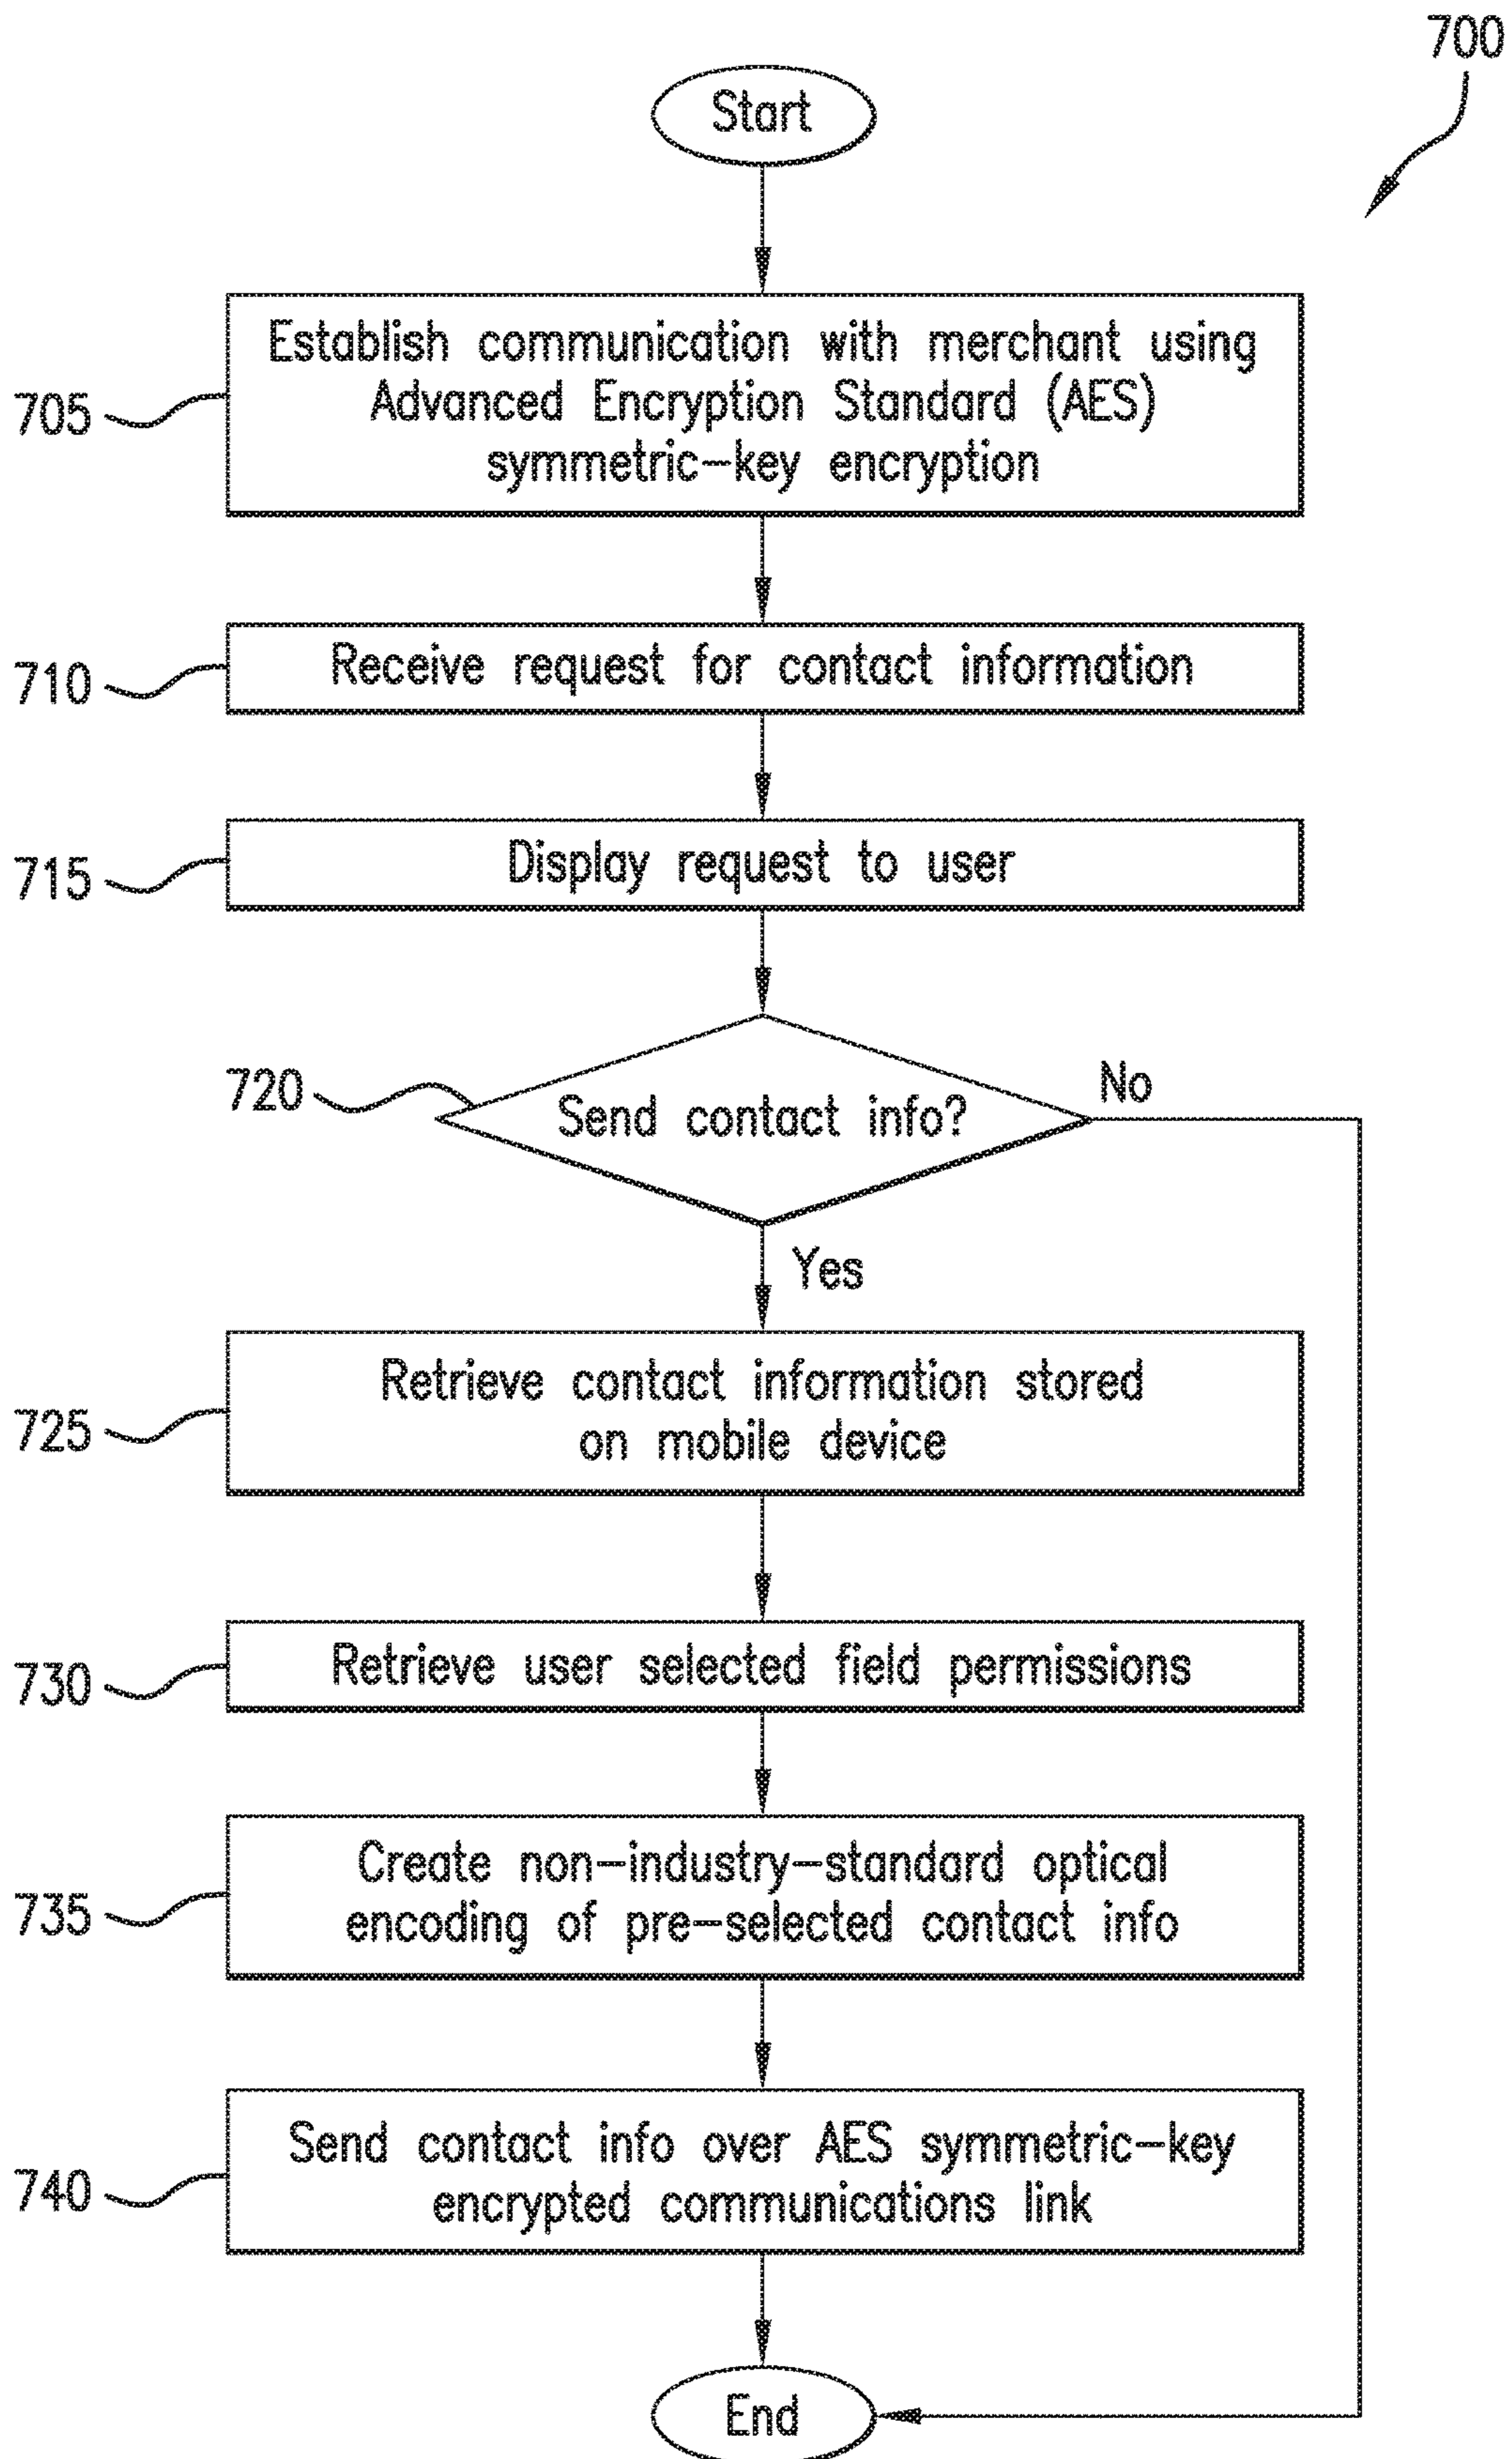 700
Start
705
Establish communication with merchant using
Advanced Encryption Standard (AES)
symmetric-key encryption
710
Receive request for contact information
715
Display request to user
720
Send contact info?
No
Yes
725
Retrieve contact information stored
on mobile device
730
Retrieve user selected field permissions
735
Create non-industry-standard optical
encoding of pre-selected contact info
740
Send contact info over AES symmetric-key
encrypted communications link
End